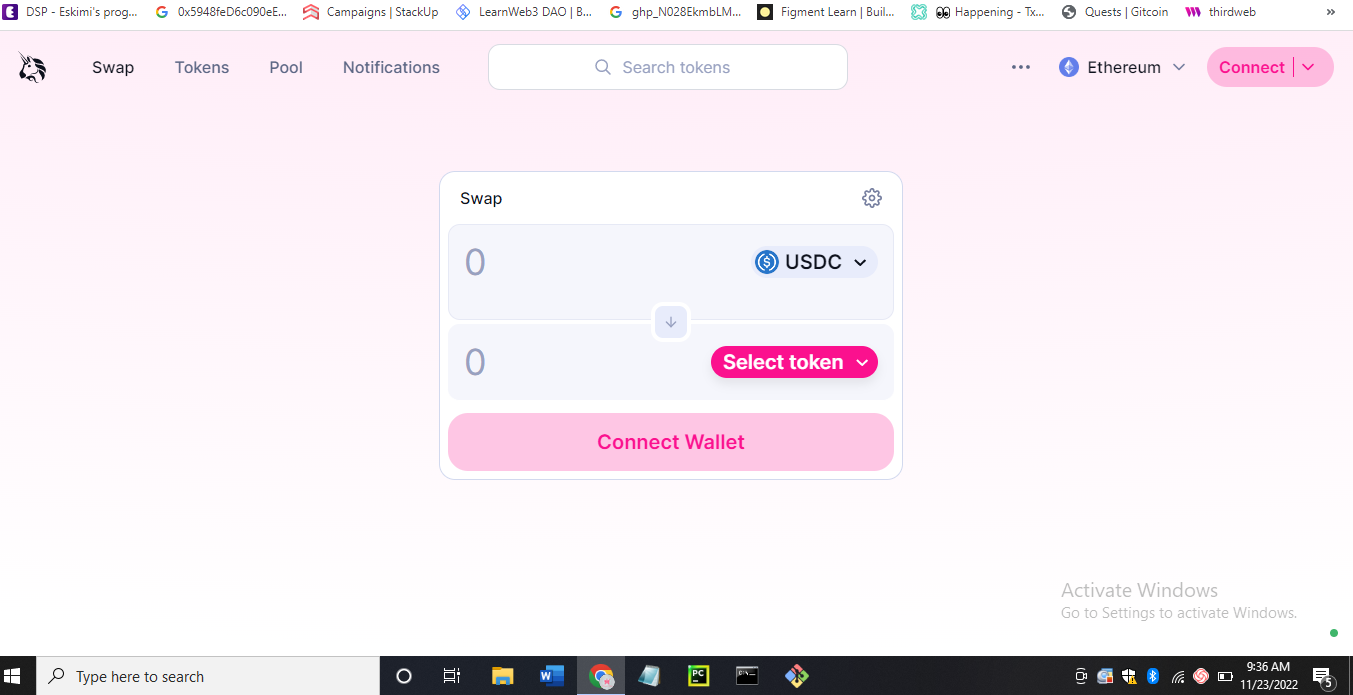 DSP - Eskimi's prog... 0x5948feD6c090eE... Campaigns | StackUp LearnWeb3 DAO | B... ghp_N028EkmbLM... Figment Learn | Buil... Happening - Tx... Quests | Gitcoin thirdweb »
Swap Tokens Pool Notifications Search tokens Ethereum Connect
Swap
0 USDC
0 Select token
Connect Wallet
Activate Windows
Go to Settings to activate Windows.
Type here to search
W
PC
9:36 AM
11/23/2022
5